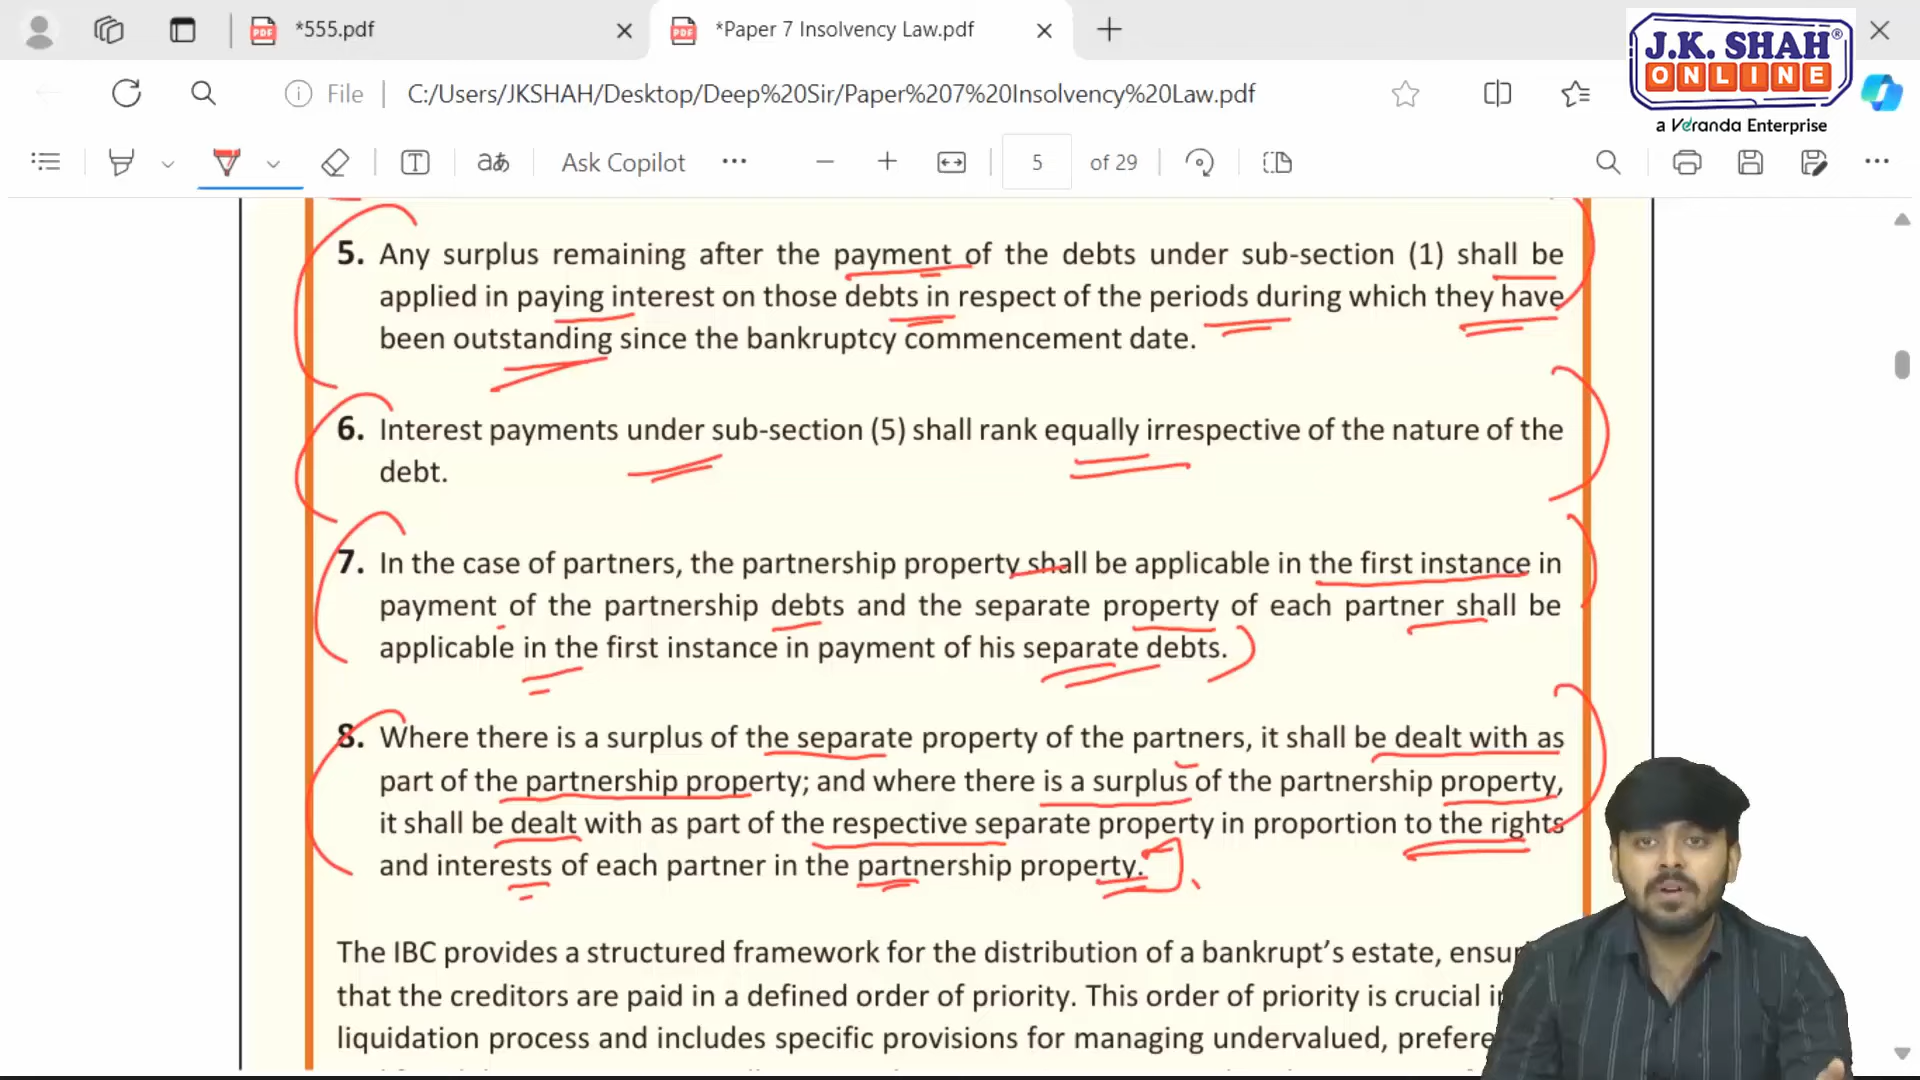 *555.pdf
*Paper 7 Insolvency Law.pdf
J.K. SHAH®
ONLINE
a Veranda Enterprise
File
C:/Users/JKSHAH/Desktop/Deep%20Sir/Paper%207%20Insolvency%20Law.pdf
Ask Copilot
5 of 29
5. Any surplus remaining after the payment of the debts under sub-section (1) shall be
applied in paying interest on those debts in respect of the periods during which they have
been outstanding since the bankruptcy commencement date.
6. Interest payments under sub-section (5) shall rank equally irrespective of the nature of the
debt.
7. In the case of partners, the partnership property shall be applicable in the first instance in
payment of the partnership debts and the separate property of each partner shall be
applicable in the first instance in payment of his separate debts.
8. Where there is a surplus of the separate property of the partners, it shall be dealt with as
part of the partnership property; and where there is a surplus of the partnership property,
it shall be dealt with as part of the respective separate property in proportion to the rights
and interests of each partner in the partnership property.
The IBC provides a structured framework for the distribution of a bankrupt's estate,
that the creditors are paid in a defined order of priority. This order of priority is crucial
liquidation process and includes specific provisions for managing undervalued,